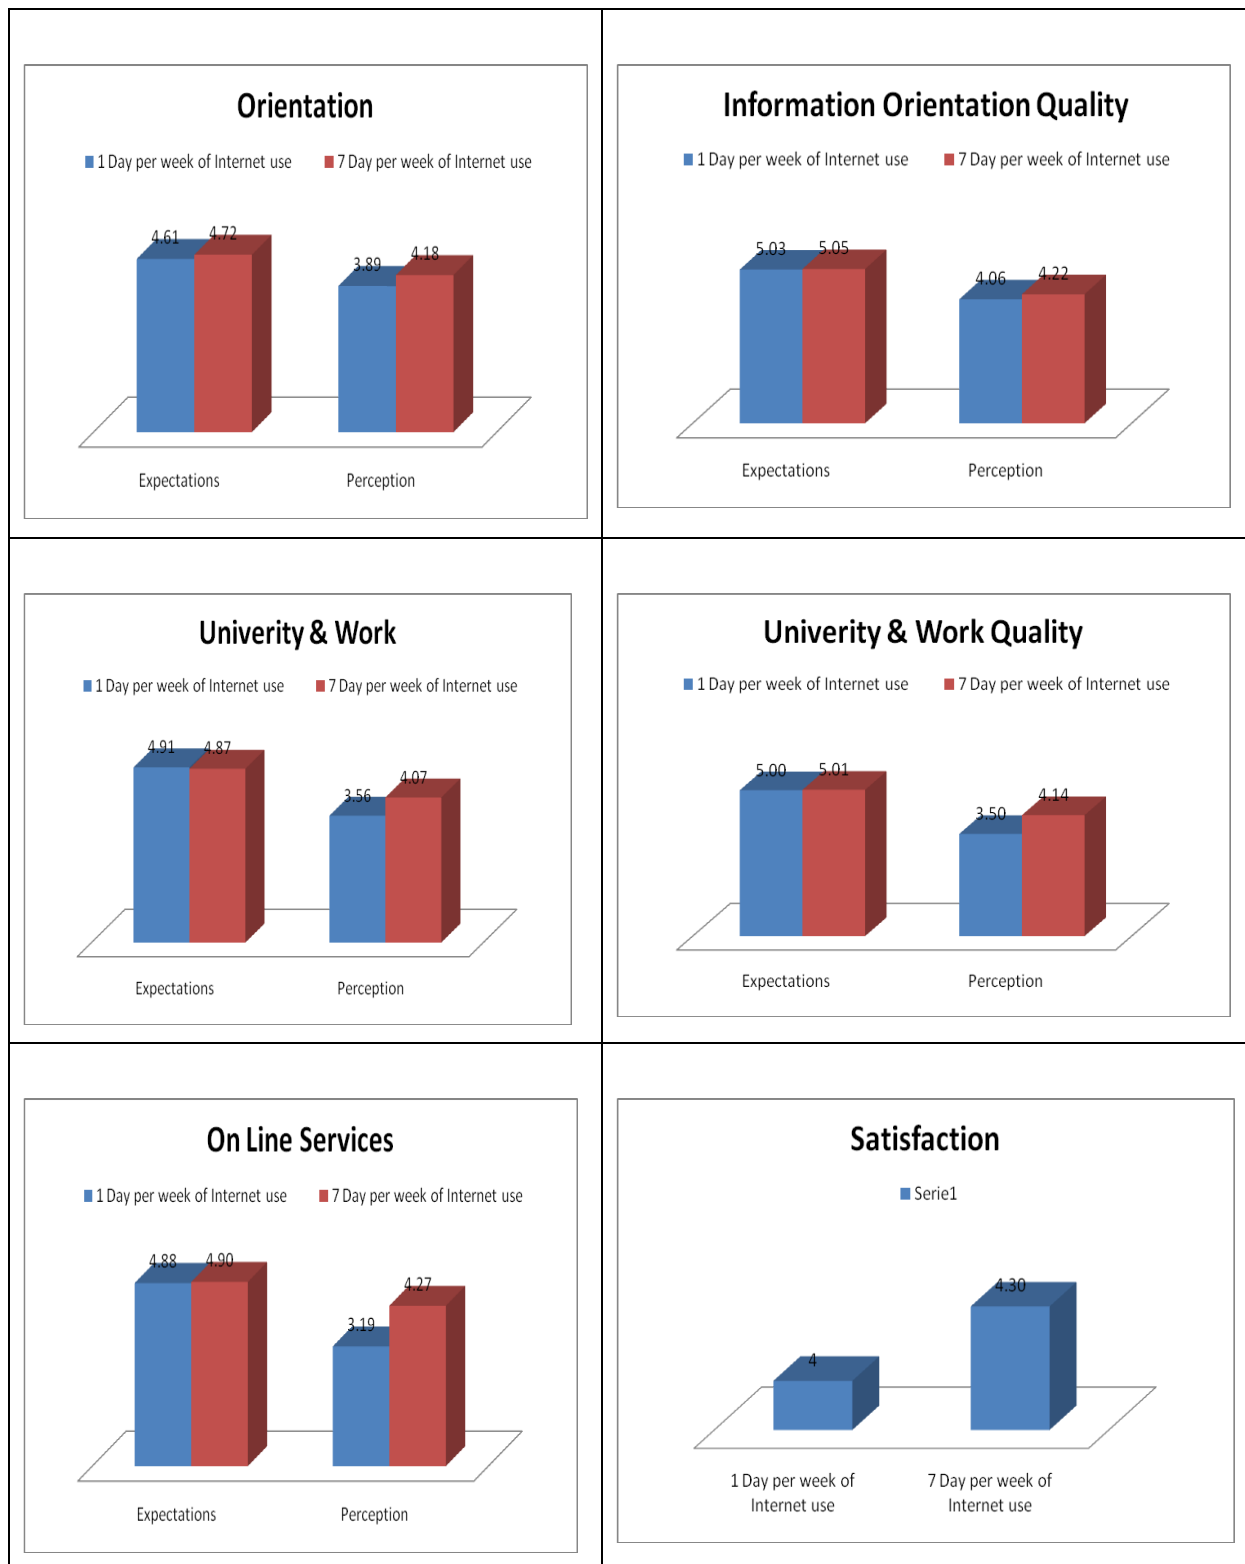 Orientation
1 Day per week of Internet use 7 Day per week of Internet use
4.61 4.72 3.89 4.18
Expectations Perception
Information Orientation Quality
1 Day per week of Internet use 7 Day per week of Internet use
5.03 5.05 4.06 4.22
Expectations Perception
Univerity & Work
1 Day per week of Internet use 7 Day per week of Internet use
4.91 4.87 3.56 4.07
Expectations Perception
Univerity & Work Quality
1 Day per week of Internet use 7 Day per week of Internet use
5.00 5.01 3.50 4.14
Expectations Perception
On Line Services
1 Day per week of Internet use 7 Day per week of Internet use
4.88 4.90 3.19 4.27
Expectations Perception
Satisfaction
Serie1
4 4.30
1 Day per week of 7 Day per week of
Internet use Internet use